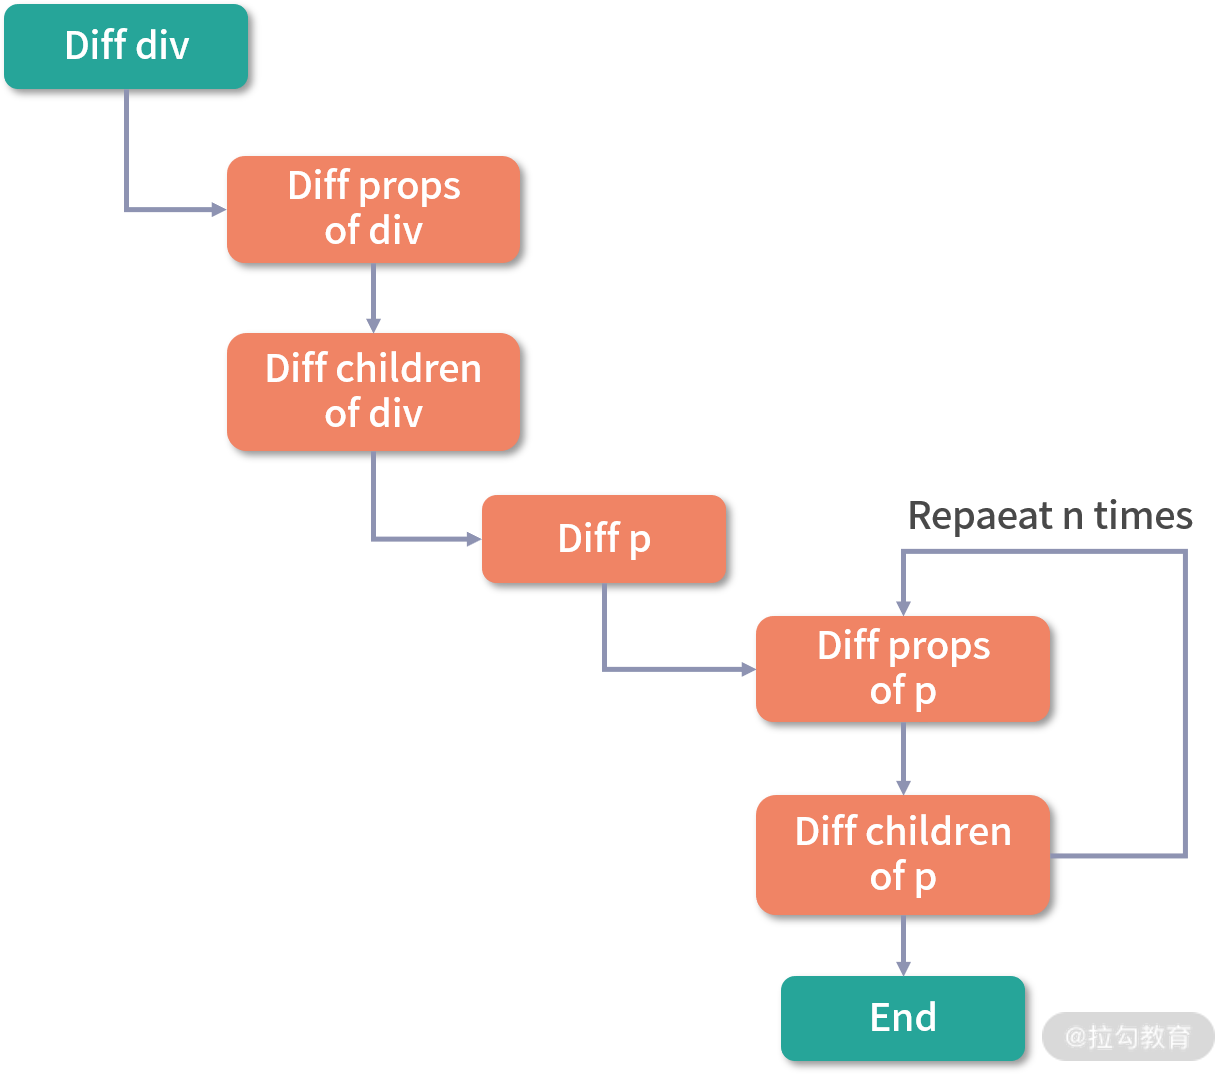 Diff div
Diff props
of div
Diff children
of div
Diff p
Repaeat n times
Diff props
of p
Diff children
of p
End
@拉勾教育